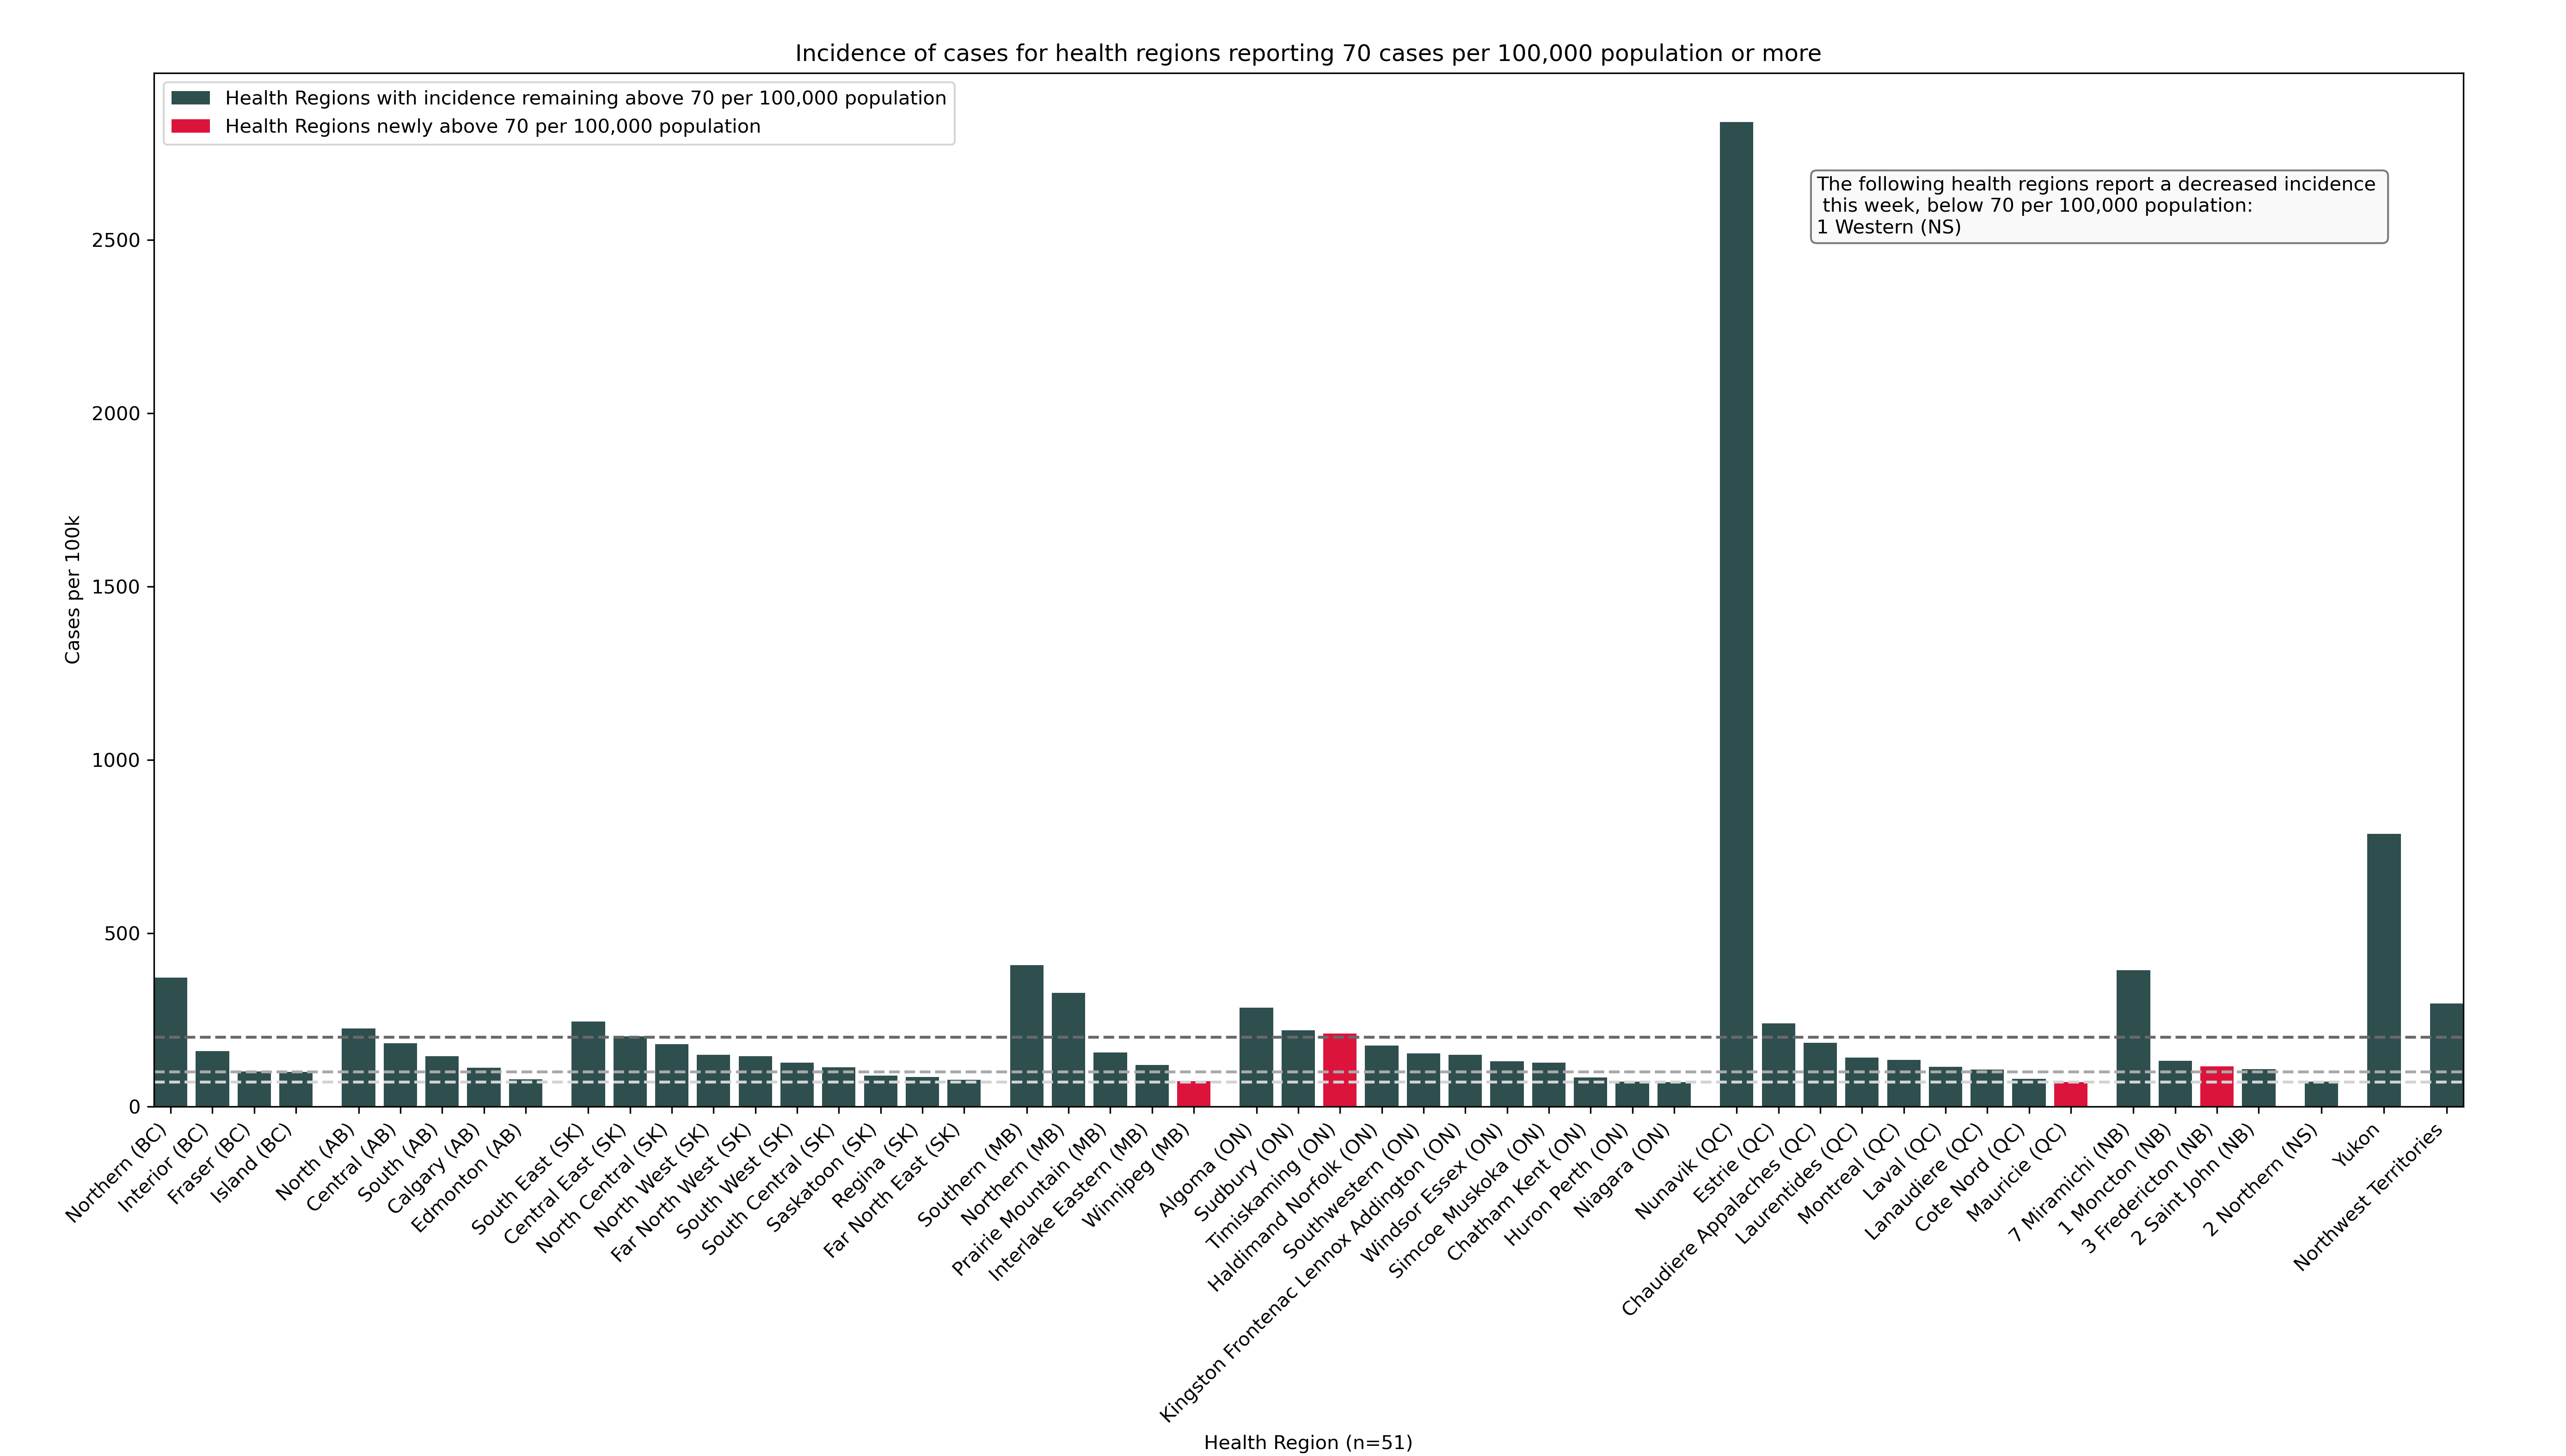 Incidence of cases for health regions reporting 70 cases per 100,000 population or more
Health Regions with incidence remaining above 70 per 100,000 population
Health Regions newly above 70 per 100,000 population
The following health regions report a decreased incidence
this week, below 70 per 100,000 population:
1 Western (NS)
Cases per 100k
2500
2000
1500
1000
500
0
Northern (BC)
Interior (BC)
Fraser (BC)
Island (BC)
North (AB)
Central (AB)
South (AB)
Calgary (AB)
Edmonton (AB)
South East (SK)
Central East (SK)
North Central (SK)
North West (SK)
Far North West (SK)
South West (SK)
South Central (SK)
Saskatoon (SK)
Regina (SK)
Far North East (SK)
Southern (MB)
Northern (MB)
Prairie Mountain (MB)
Interlake Eastern (MB)
Winnipeg (MB)
Algoma (ON)
Sudbury (ON)
Timiskaming (ON)
Haldimand Norfolk (ON)
Southwestern (ON)
Kingston Frontenac Lennox Addington (ON)
Windsor Essex (ON)
Simcoe Muskoka (ON)
Chatham Kent (ON)
Huron Perth (ON)
Niagara (ON)
Nunavik (QC)
Estrie (QC)
Chaudiere Appalaches (QC)
Laurentides (QC)
Montreal (QC)
Laval (QC)
Lanaudiere (QC)
Cote Nord (QC)
Mauricie (QC)
7 Miramichi (NB)
1 Moncton (NB)
3 Fredericton (NB)
2 Saint John (NB)
2 Northern (NS)
Yukon
Northwest Territories
Health Region (n=51)